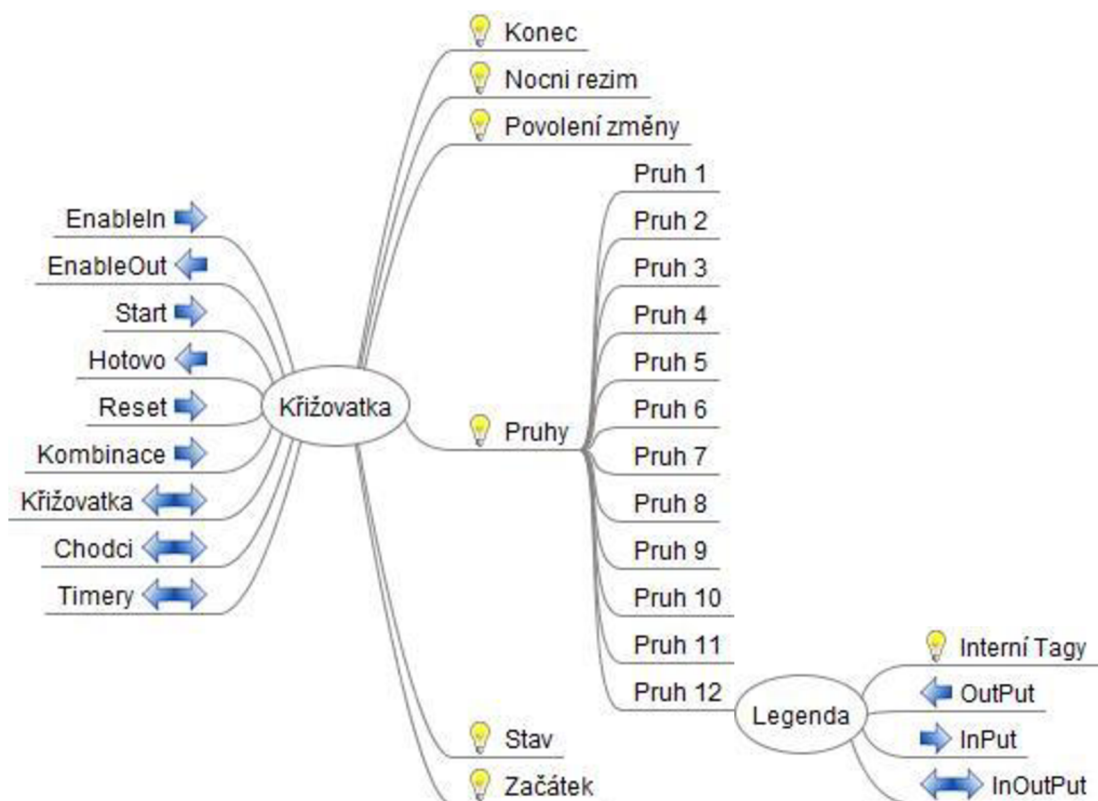 Konec
Nocni rezim
Povolení změny
EnableIn
EnableOut
Start
Hotovo
Reset
Kombinace
Křižovatka
Chodci
Timery
Křižovatka
Pruhy
Pruh 1
Pruh 2
Pruh 3
Pruh 4
Pruh 5
Pruh 6
Pruh 7
Pruh 8
Pruh 9
Pruh 10
Pruh 11
Pruh 12
Stav
Začátek
Legenda
Interní Tagy
OutPut
InPut
InOutPut